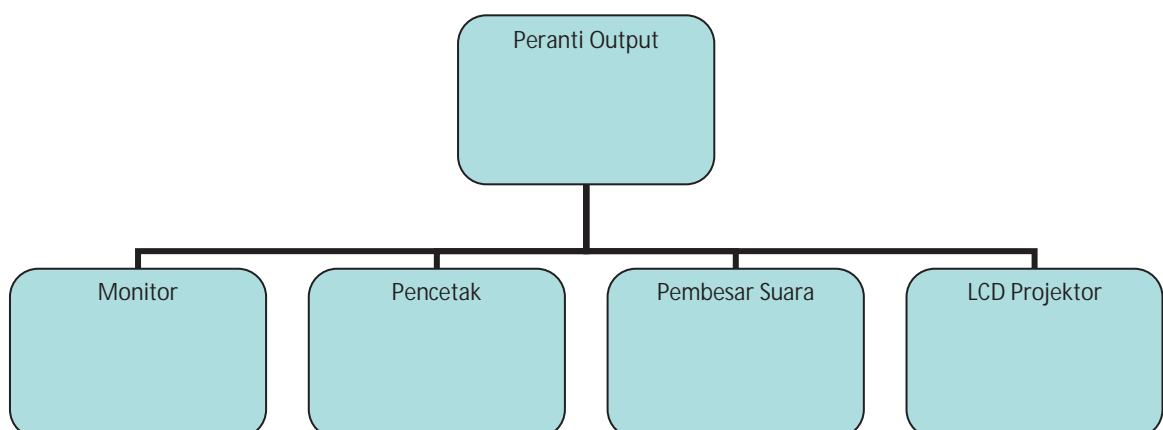 Peranti Output
Monitor
Pencetak
Pembesar Suara
LCD Projektor